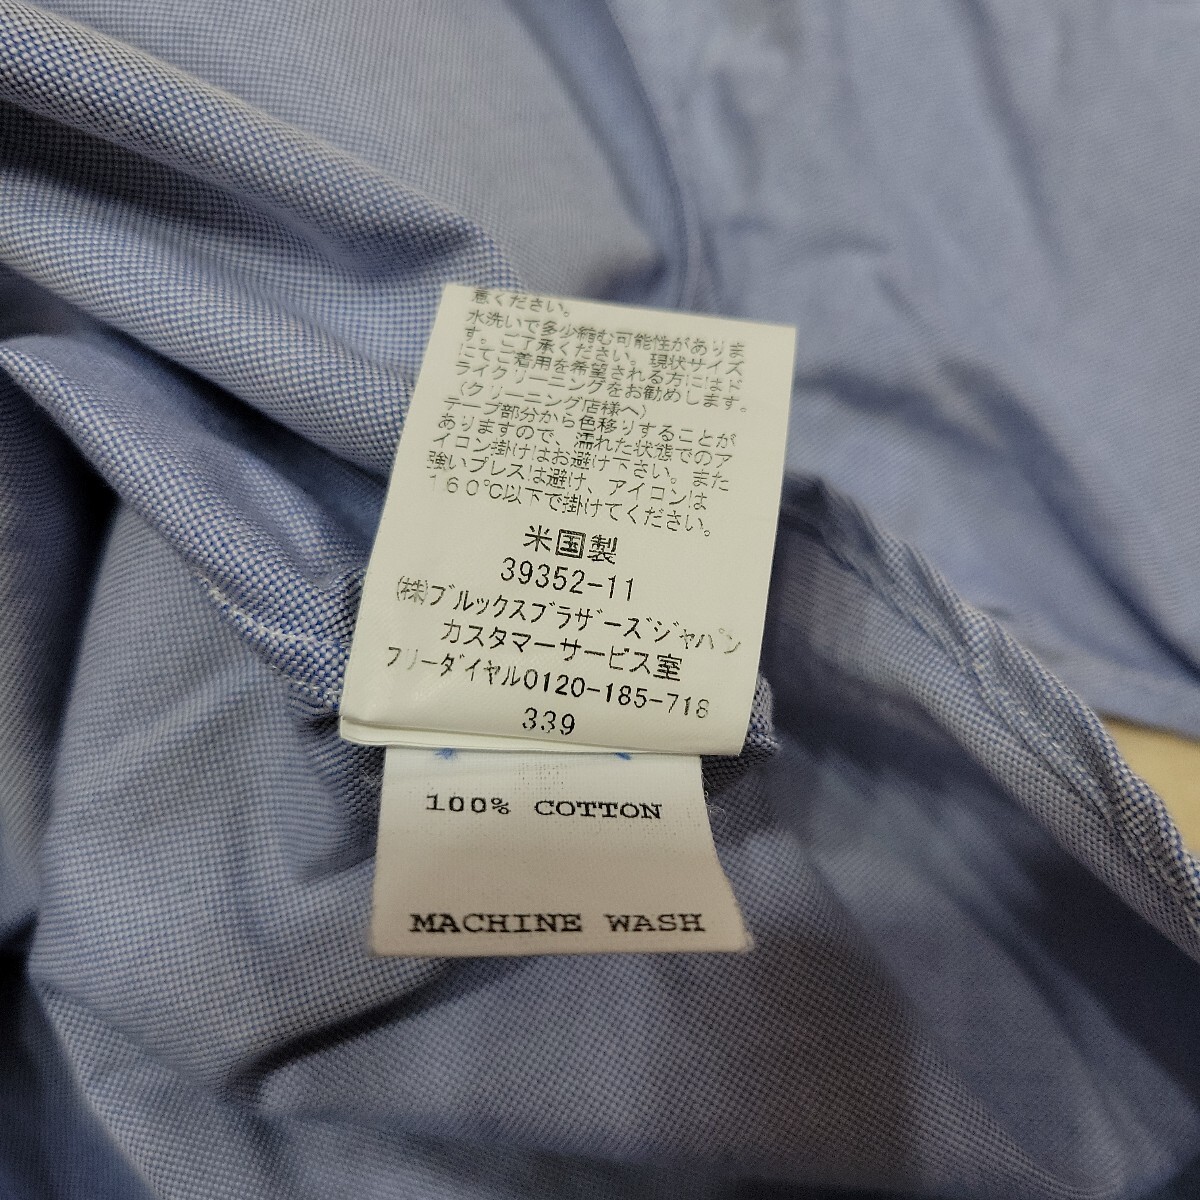 意ください。
水洗いで多少縮む可能性がありま
す。ご了承ください。現状サイズ
にてご着用を希望される方にはド
ライクリーニングをお勧めします。
(クリーニング店様へ)
テープ部分から色移りすることが
ありますので、濡れた状態でのア
イロン掛けはお避け下さい。また
強いプレスは避け、アイロンは
160℃以下で掛けてください。
米国製
39352-11
(株)ブルックスブラザーズジャパン
カスタマーサービス室
フリーダイヤル0120-185-718
339
100% COTTON
MACHINE WASH